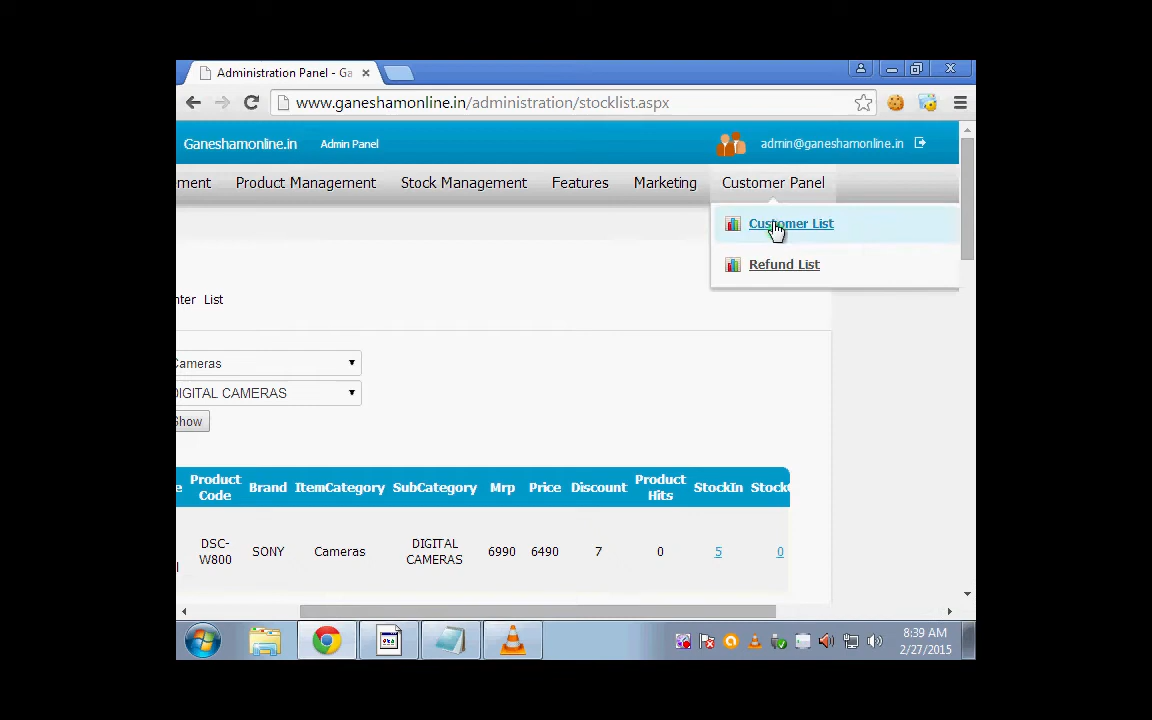 Administration Panel - Ga
www.ganeshamonline.in/administration/stocklist.aspx
Ganeshamonline.in Admin Panel admin@ganeshamonline.in
ment Product Management Stock Management Features Marketing Customer Panel
Customer List
Refund List
nter List
Cameras
DIGITAL CAMERAS
Show
Product Code Brand ItemCategory SubCategory Mrp Price Discount Product Hits StockIn Stock
DSC-W800 SONY Cameras DIGITAL CAMERAS 6990 6490 7 0 5 0
8:39 AM
2/27/2015